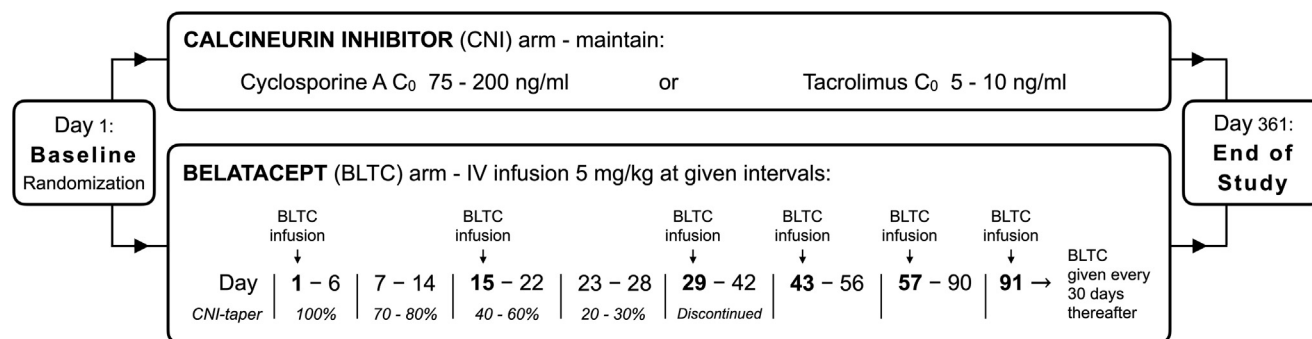 Day 1:
Baseline
Randomization
CALCINEURIN INHIBITOR (CNI) arm - maintain:
Cyclosporine A C₀ 75 - 200 ng/ml or Tacrolimus C₀ 5 - 10 ng/ml
BELATACEPT (BLTC) arm - IV infusion 5 mg/kg at given intervals:
BLTC BLTC BLTC BLTC BLTC BLTC
infusion infusion infusion infusion infusion infusion
Day 1 – 6 7 – 14 15 – 22 23 – 28 29 – 42 43 – 56 57 – 90 91 →
CNI-taper 100% 70 - 80% 40 - 60% 20 - 30% Discontinued
BLTC
given every
30 days
thereafter
Day 361:
End of
Study